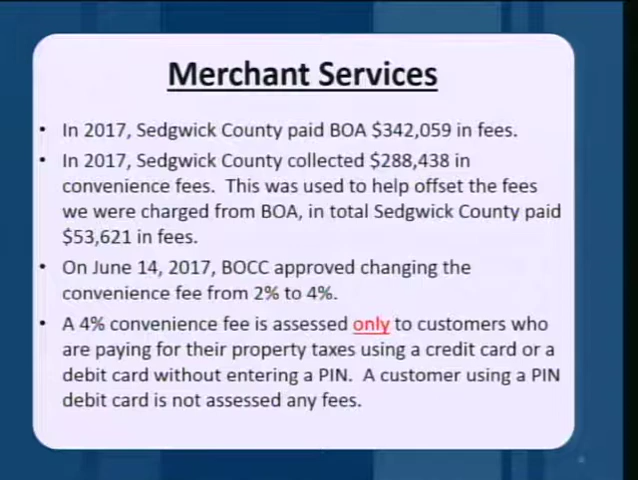 Merchant Services
• In 2017, Sedgwick County paid BOA $342,059 in fees.
• In 2017, Sedgwick County collected $288,438 in
convenience fees. This was used to help offset the fees
we were charged from BOA, in total Sedgwick County paid
$53,621 in fees.
• On June 14, 2017, BOCC approved changing the
convenience fee from 2% to 4%.
• A 4% convenience fee is assessed only to customers who
are paying for their property taxes using a credit card or a
debit card without entering a PIN. A customer using a PIN
debit card is not assessed any fees.